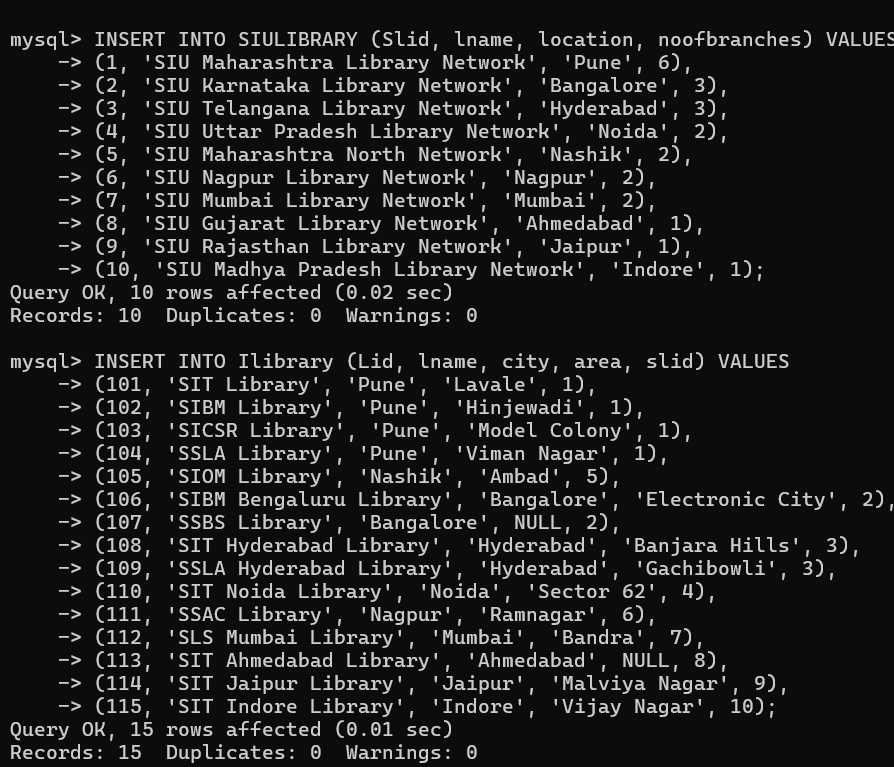 mysql> INSERT INTO SIULIBRARY (Slid, lname, location, noofbranches) VALUES
    -> (1, 'SIU Maharashtra Library Network', 'Pune', 6),
    -> (2, 'SIU Karnataka Library Network', 'Bangalore', 3),
    -> (3, 'SIU Telangana Library Network', 'Hyderabad', 3),
    -> (4, 'SIU Uttar Pradesh Library Network', 'Noida', 2),
    -> (5, 'SIU Maharashtra North Network', 'Nashik', 2),
    -> (6, 'SIU Nagpur Library Network', 'Nagpur', 2),
    -> (7, 'SIU Mumbai Library Network', 'Mumbai', 2),
    -> (8, 'SIU Gujarat Library Network', 'Ahmedabad', 1),
    -> (9, 'SIU Rajasthan Library Network', 'Jaipur', 1),
    -> (10, 'SIU Madhya Pradesh Library Network', 'Indore', 1);
Query OK, 10 rows affected (0.02 sec)
Records: 10  Duplicates: 0  Warnings: 0
mysql> INSERT INTO Ilibrary (Lid, lname, city, area, slid) VALUES
    -> (101, 'SIT Library', 'Pune', 'Lavale', 1),
    -> (102, 'SIBM Library', 'Pune', 'Hinjewadi', 1),
    -> (103, 'SICSR Library', 'Pune', 'Model Colony', 1),
    -> (104, 'SSLA Library', 'Pune', 'Viman Nagar', 1),
    -> (105, 'SIOM Library', 'Nashik', 'Ambad', 5),
    -> (106, 'SIBM Bengaluru Library', 'Bangalore', 'Electronic City', 2),
    -> (107, 'SSBS Library', 'Bangalore', NULL, 2),
    -> (108, 'SIT Hyderabad Library', 'Hyderabad', 'Banjara Hills', 3),
    -> (109, 'SSLA Hyderabad Library', 'Hyderabad', 'Gachibowli', 3),
    -> (110, 'SIT Noida Library', 'Noida', 'Sector 62', 4),
    -> (111, 'SSAC Library', 'Nagpur', 'Ramnagar', 6),
    -> (112, 'SLS Mumbai Library', 'Mumbai', 'Bandra', 7),
    -> (113, 'SIT Ahmedabad Library', 'Ahmedabad', NULL, 8),
    -> (114, 'SIT Jaipur Library', 'Jaipur', 'Malviya Nagar', 9),
    -> (115, 'SIT Indore Library', 'Indore', 'Vijay Nagar', 10);
Query OK, 15 rows affected (0.01 sec)
Records: 15  Duplicates: 0  Warnings: 0